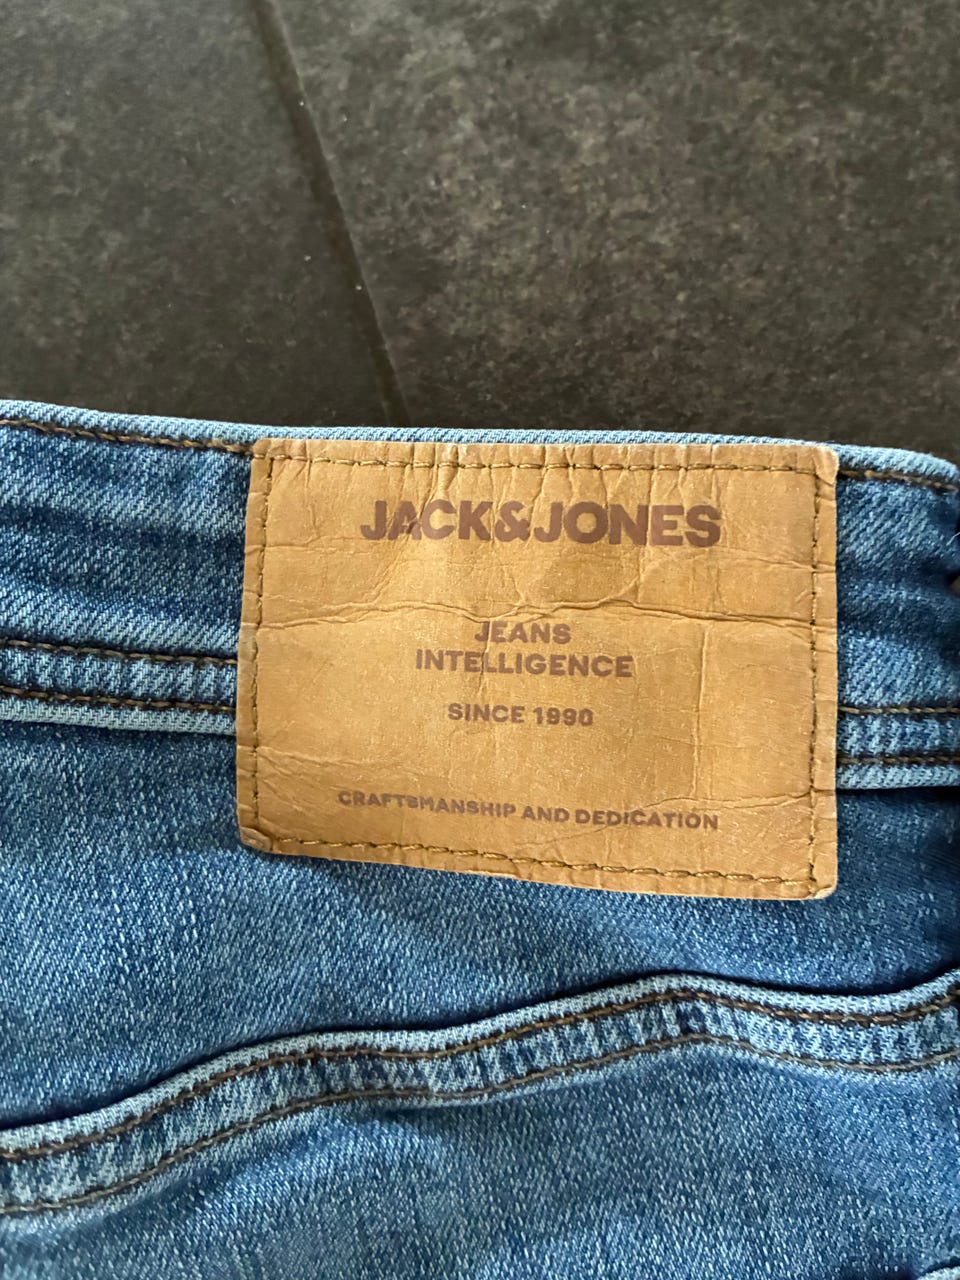 JACK&JONES
JEANS
INTELLIGENCE
SINCE 1990
CRAFTSMANSHIP AND DEDICATION